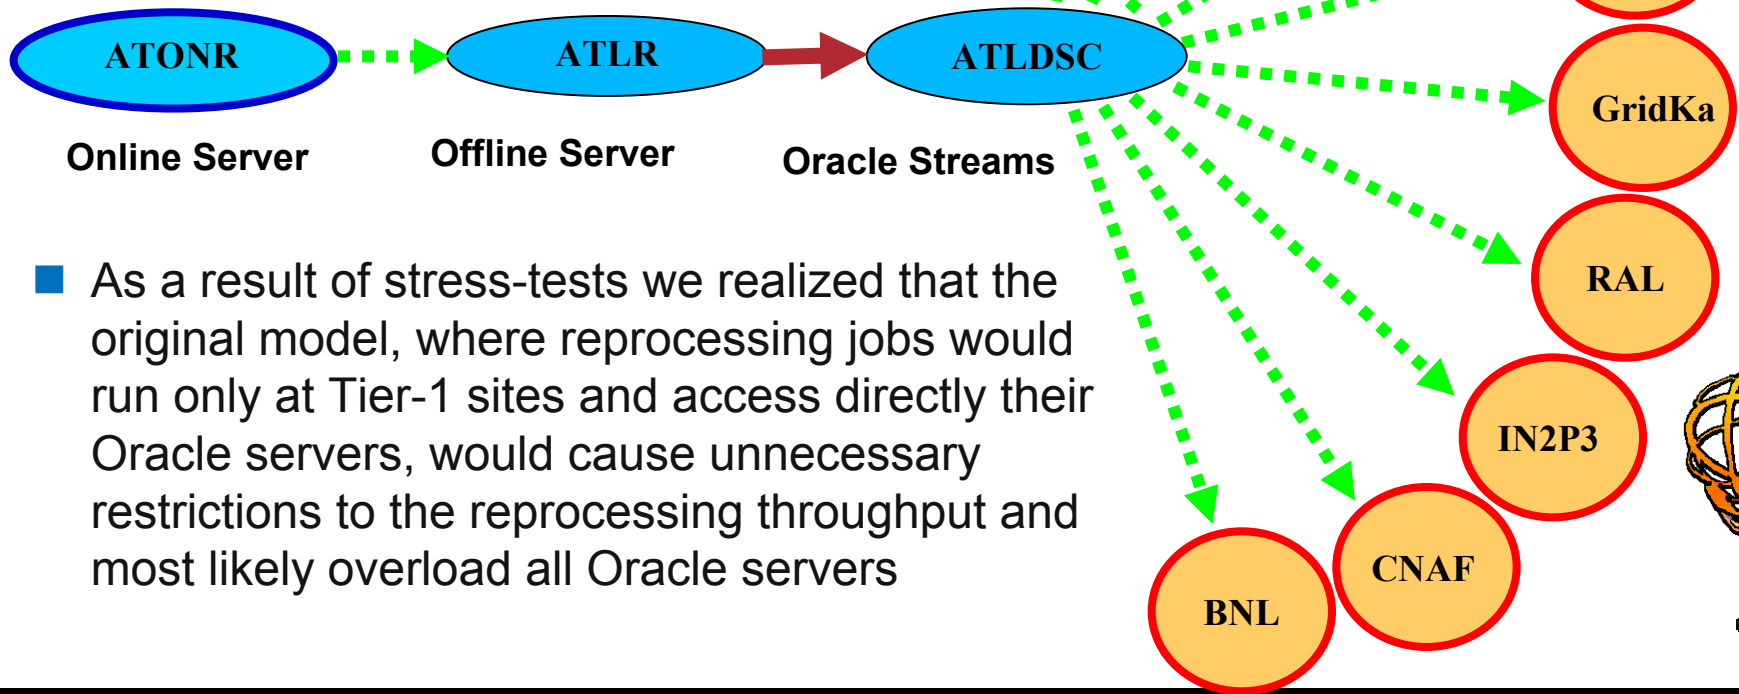 ATONR
ATLR
ATLDSC
Online Server
Offline Server
Oracle Streams
GridKa
RAL
IN2P3
CNAF
BNL
As a result of stress-tests we realized that the
original model, where reprocessing jobs would
run only at Tier-1 sites and access directly their
Oracle servers, would cause unnecessary
restrictions to the reprocessing throughput and
most likely overload all Oracle servers